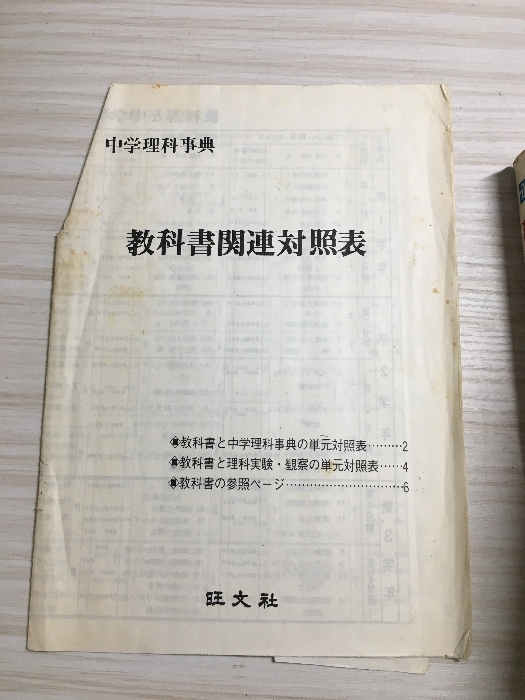 中学理科事典
教科書関連対照表
◉教科書と中学理科事典の単元対照表………2
◉教科書と理科実験・観察の単元対照表……4
◉教科書の参照ページ…………………………6
旺文社